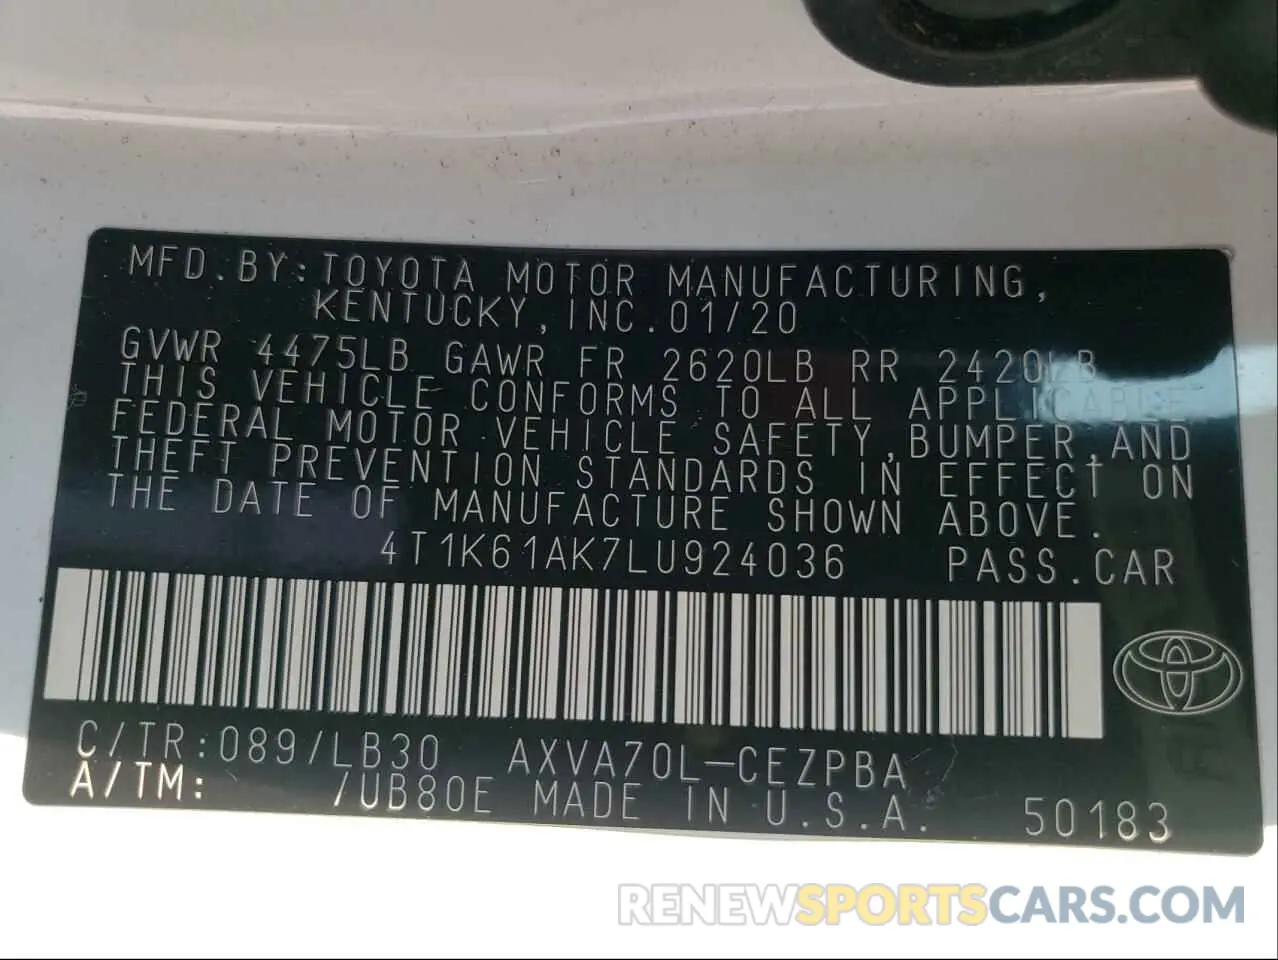 MFD.BY:TOYOTA MOTOR MANUFACTURING,
KENTUCKY,INC.01/20
GVWR 4475LB GAWR FR 2620LB RR 2420LB
THIS VEHICLE CONFORMS TO ALL APPLICABLE
FEDERAL MOTOR VEHICLE SAFETY,BUMPER,AND
THEFT PREVENTION STANDARDS IN EFFECT ON
THE DATE OF MANUFACTURE SHOWN ABOVE.
4T1K61AK7LU924036 PASS.CAR
C/TR:089/LB30 AXVA70L-CEZPBA
A/TM: /UB80E MADE IN U.S.A. 50183
RENEWSPORTSCARS.COM